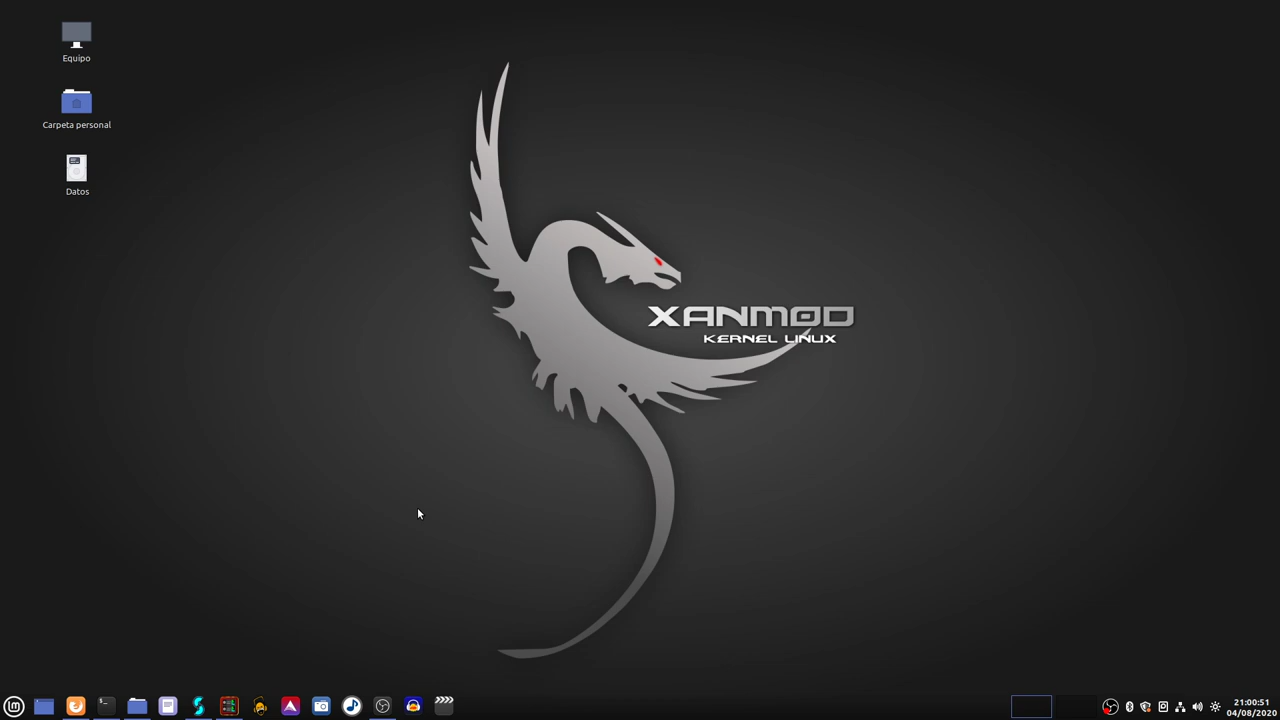 Equipo
Carpeta personal
Datos
XANMOD
KERNEL LINUX
21:00:51
04/08/2020